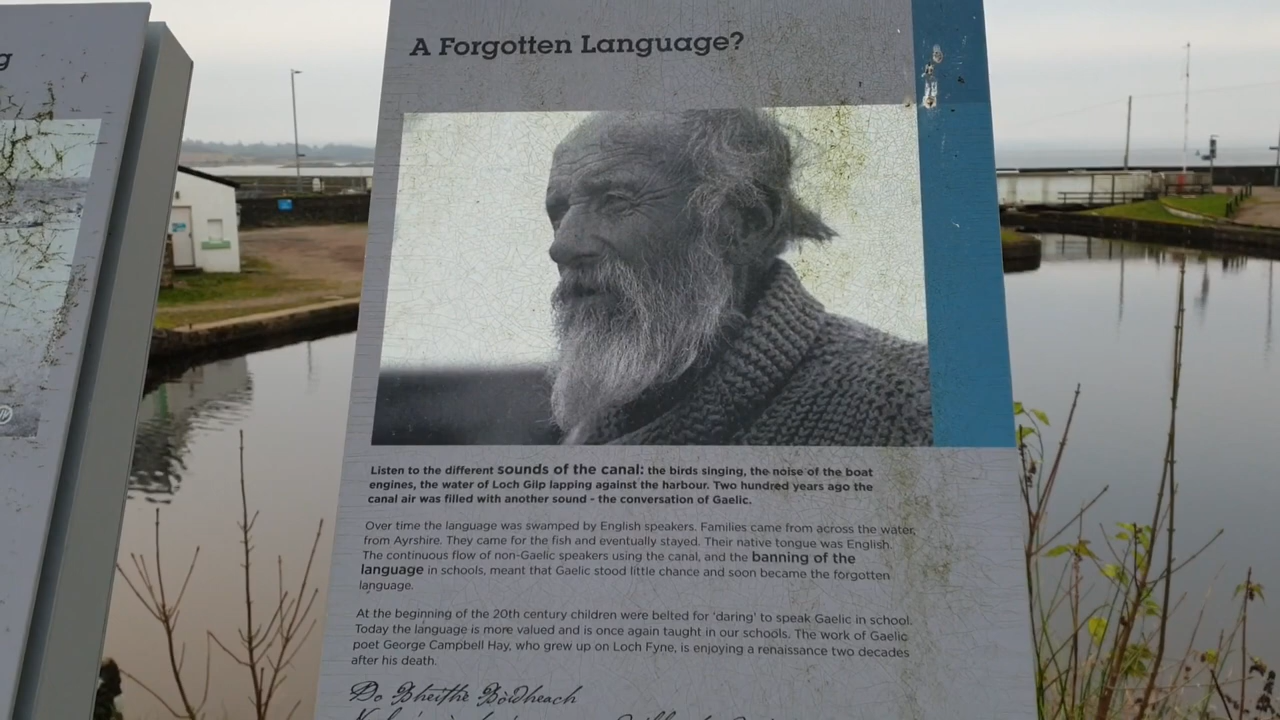 A Forgotten Language?
Listen to the different sounds of the canal: the birds singing, the noise of the boat
engines, the water of Loch Gilp lapping against the harbour. Two hundred years ago the
canal air was filled with another sound - the conversation of Gaelic.
Over time the language was swamped by English speakers. Families came from across the water,
from Ayrshire. They came for the fish and eventually stayed. Their native tongue was English.
The continuous flow of non-Gaelic speakers using the canal, and the banning of the
language in schools, meant that Gaelic stood little chance and soon became the forgotten
language.
At the beginning of the 20th century children were belted for 'daring' to speak Gaelic in school.
Today the language is more valued and is once again taught in our schools. The work of Gaelic
poet George Campbell Hay, who grew up on Loch Fyne, is enjoying a renaissance two decades
after his death.
Do Bheithe Bòidheach